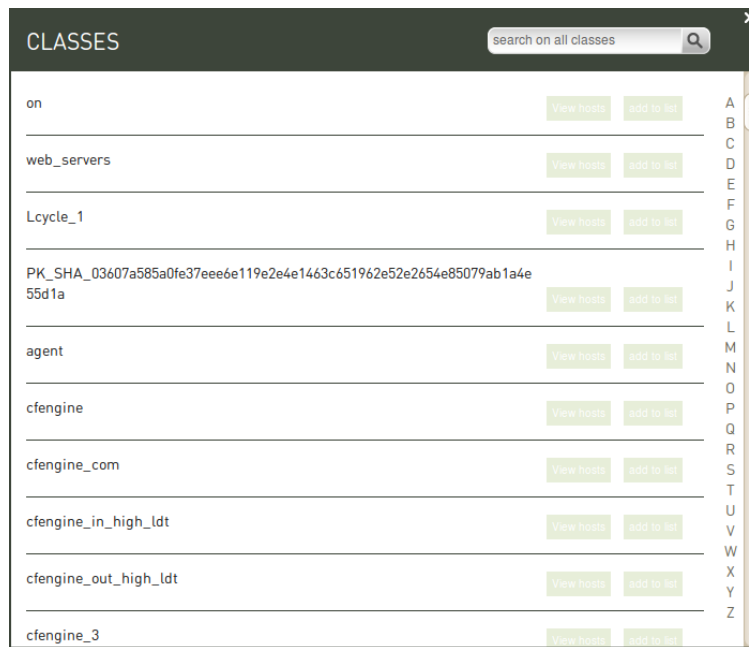 CLASSES
search on all classes
on
View hosts add to list
web_servers
View hosts add to list
Lcycle_1
View hosts add to list
PK_SHA_03607a585a0fe37eee6e119e2e4e1463c651962e52e2654e85079ab1a4e
55d1a
View hosts add to list
agent
View hosts add to list
cfengine
View hosts add to list
cfengine_com
View hosts add to list
cfengine_in_high_ldt
View hosts add to list
cfengine_out_high_ldt
View hosts add to list
cfengine_3
View hosts add to list
A
B
C
D
E
F
G
H
I
J
K
L
M
N
O
P
Q
R
S
T
U
V
W
X
Y
Z